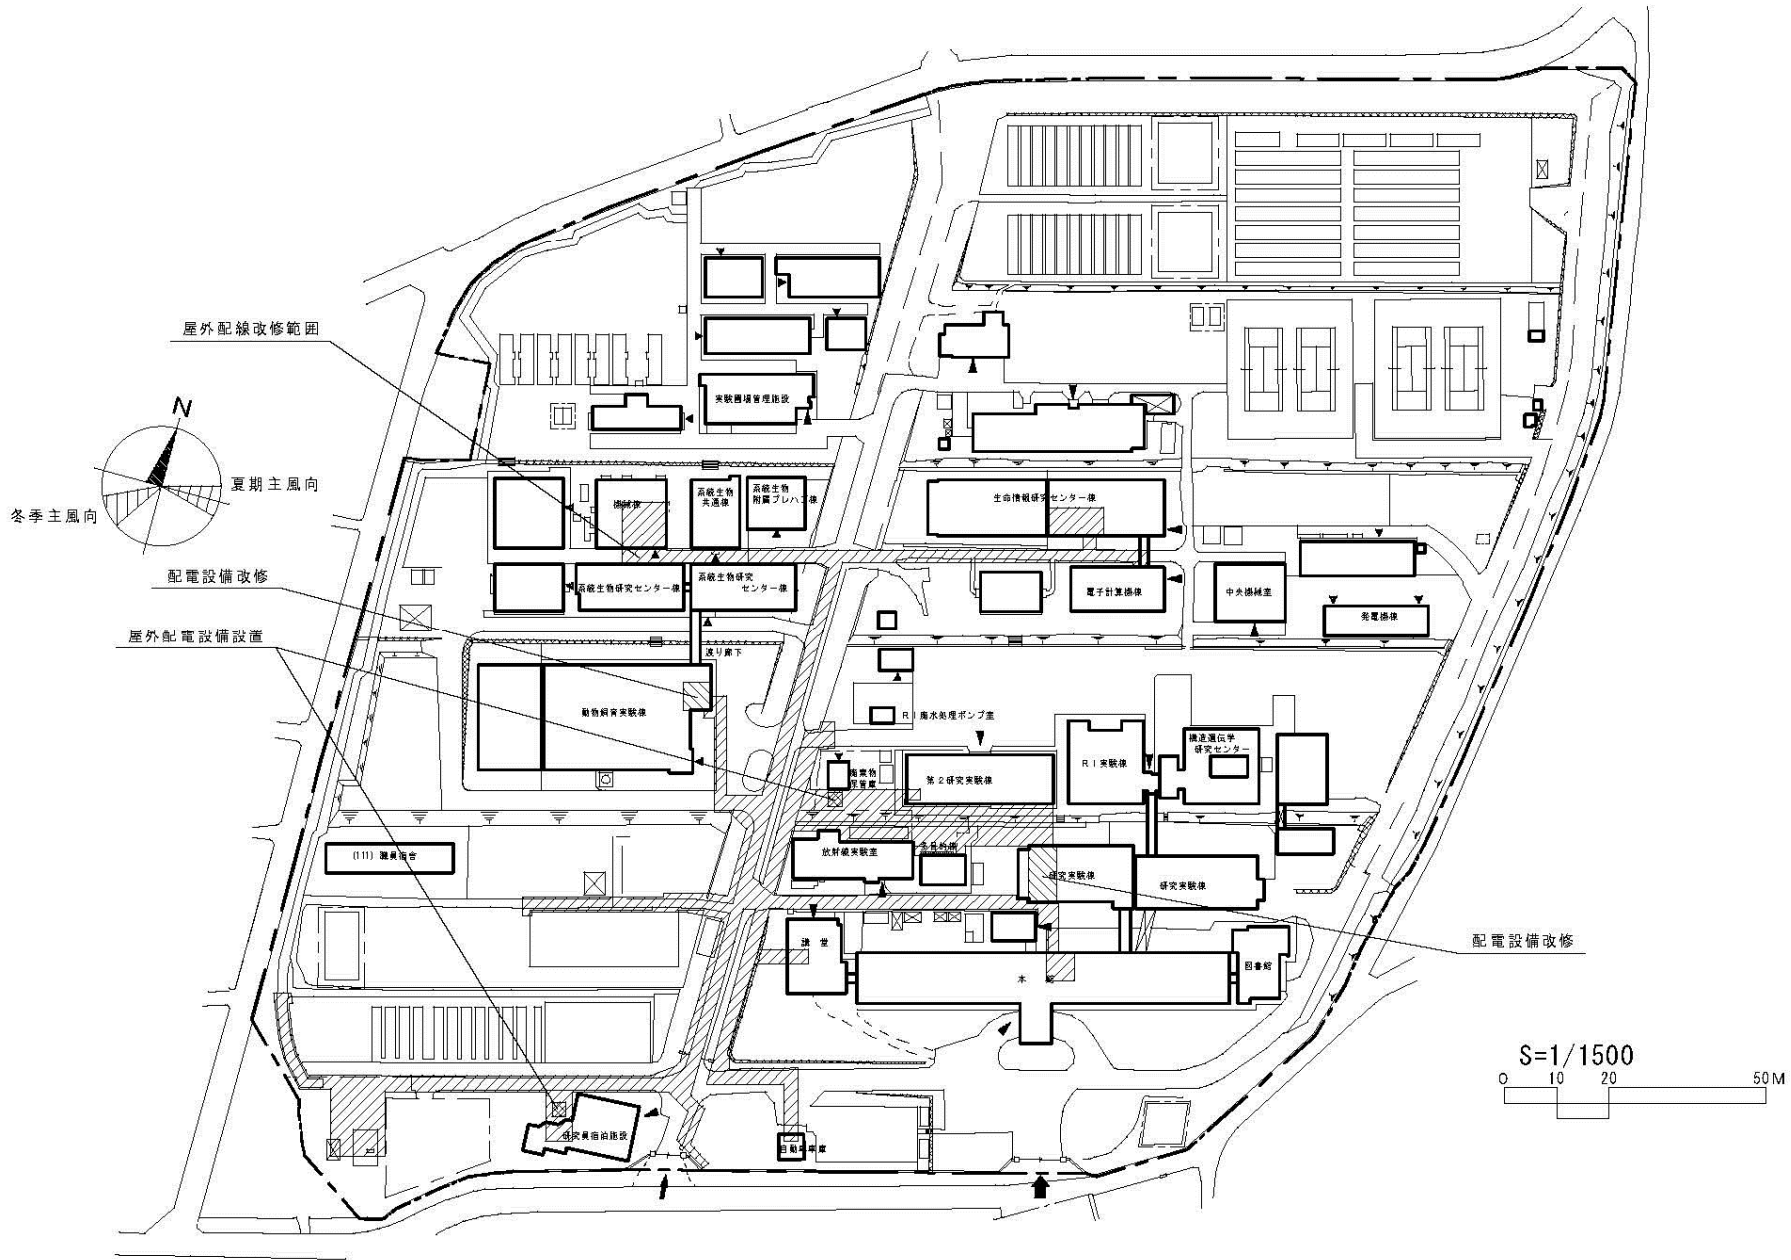 屋外配線改修範囲
N
夏期主風向
冬季主風向
実験圃場管理施設
機械棟
系統生物
共通棟
系統生物
附属プレハブ棟
生命情報研究センター棟
配電設備改修
系統生物研究センター棟
系統生物研究
センター棟
電子計算機棟
中央機械室
発電機棟
屋外配電設備設置
渡り廊下
動物飼育実験棟
RI廃水処理ポンプ室
構造遺伝学
研究センター
RI実験棟
廃棄物
保管庫
第2研究実験棟
(111) 職員宿舎
放射線実験室
研究実験棟
研究実験棟
配電設備改修
講堂
図書館
本館
S=1/1500
0 10 20 50M
研究員宿泊施設
自動車車庫